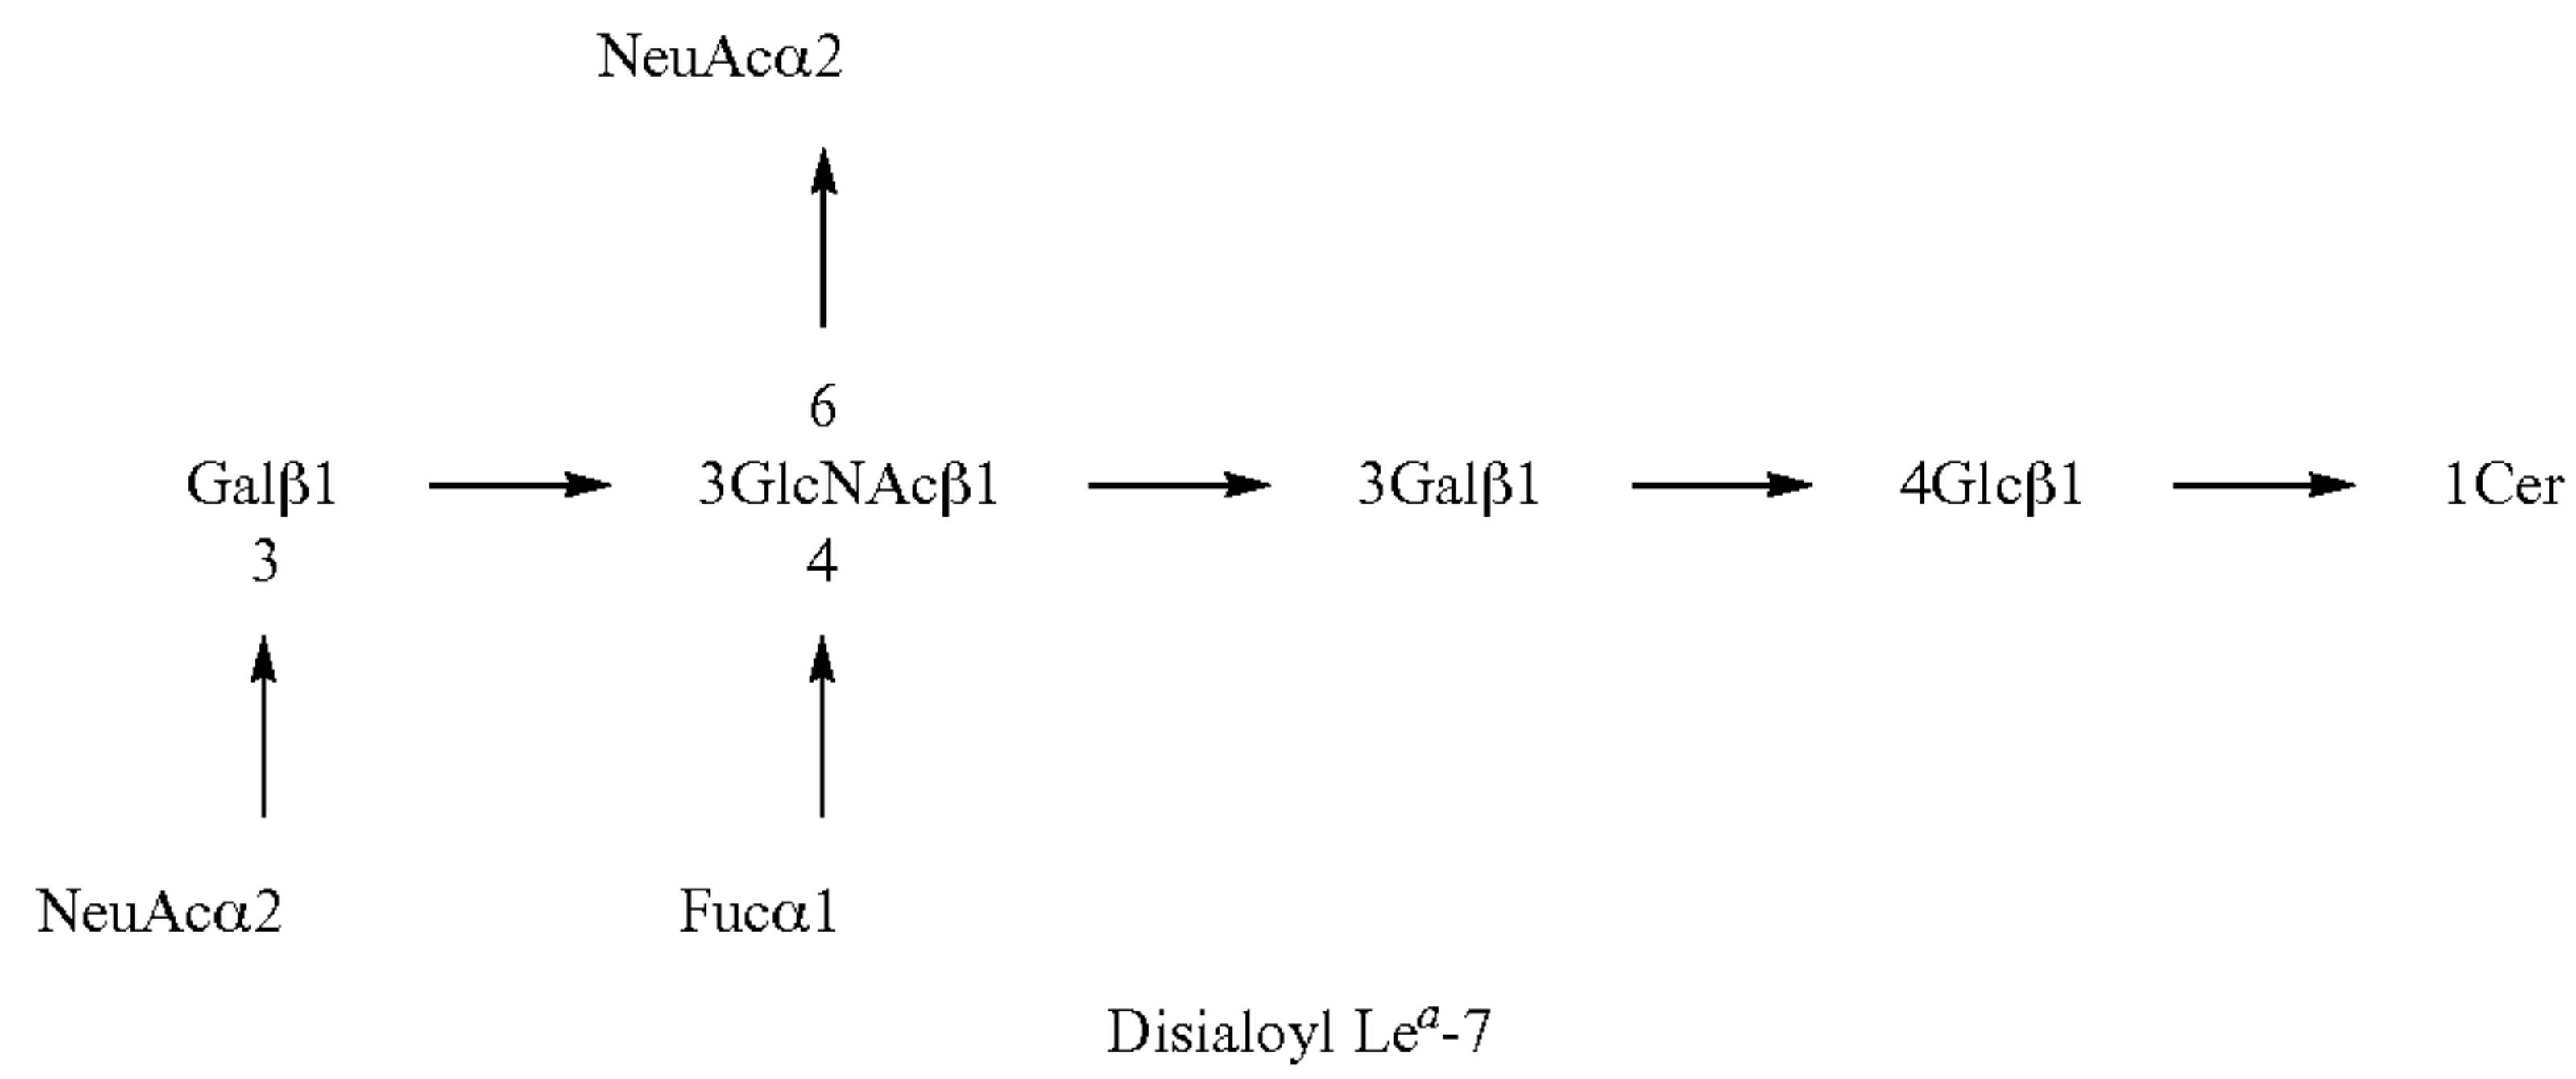 NeuAcα2
6
Galβ1 3GlcNAcβ1 3Galβ1 4Glcβ1 1Cer
3 4
NeuAcα2 Fucα1
Disialoyl Leᵃ-7